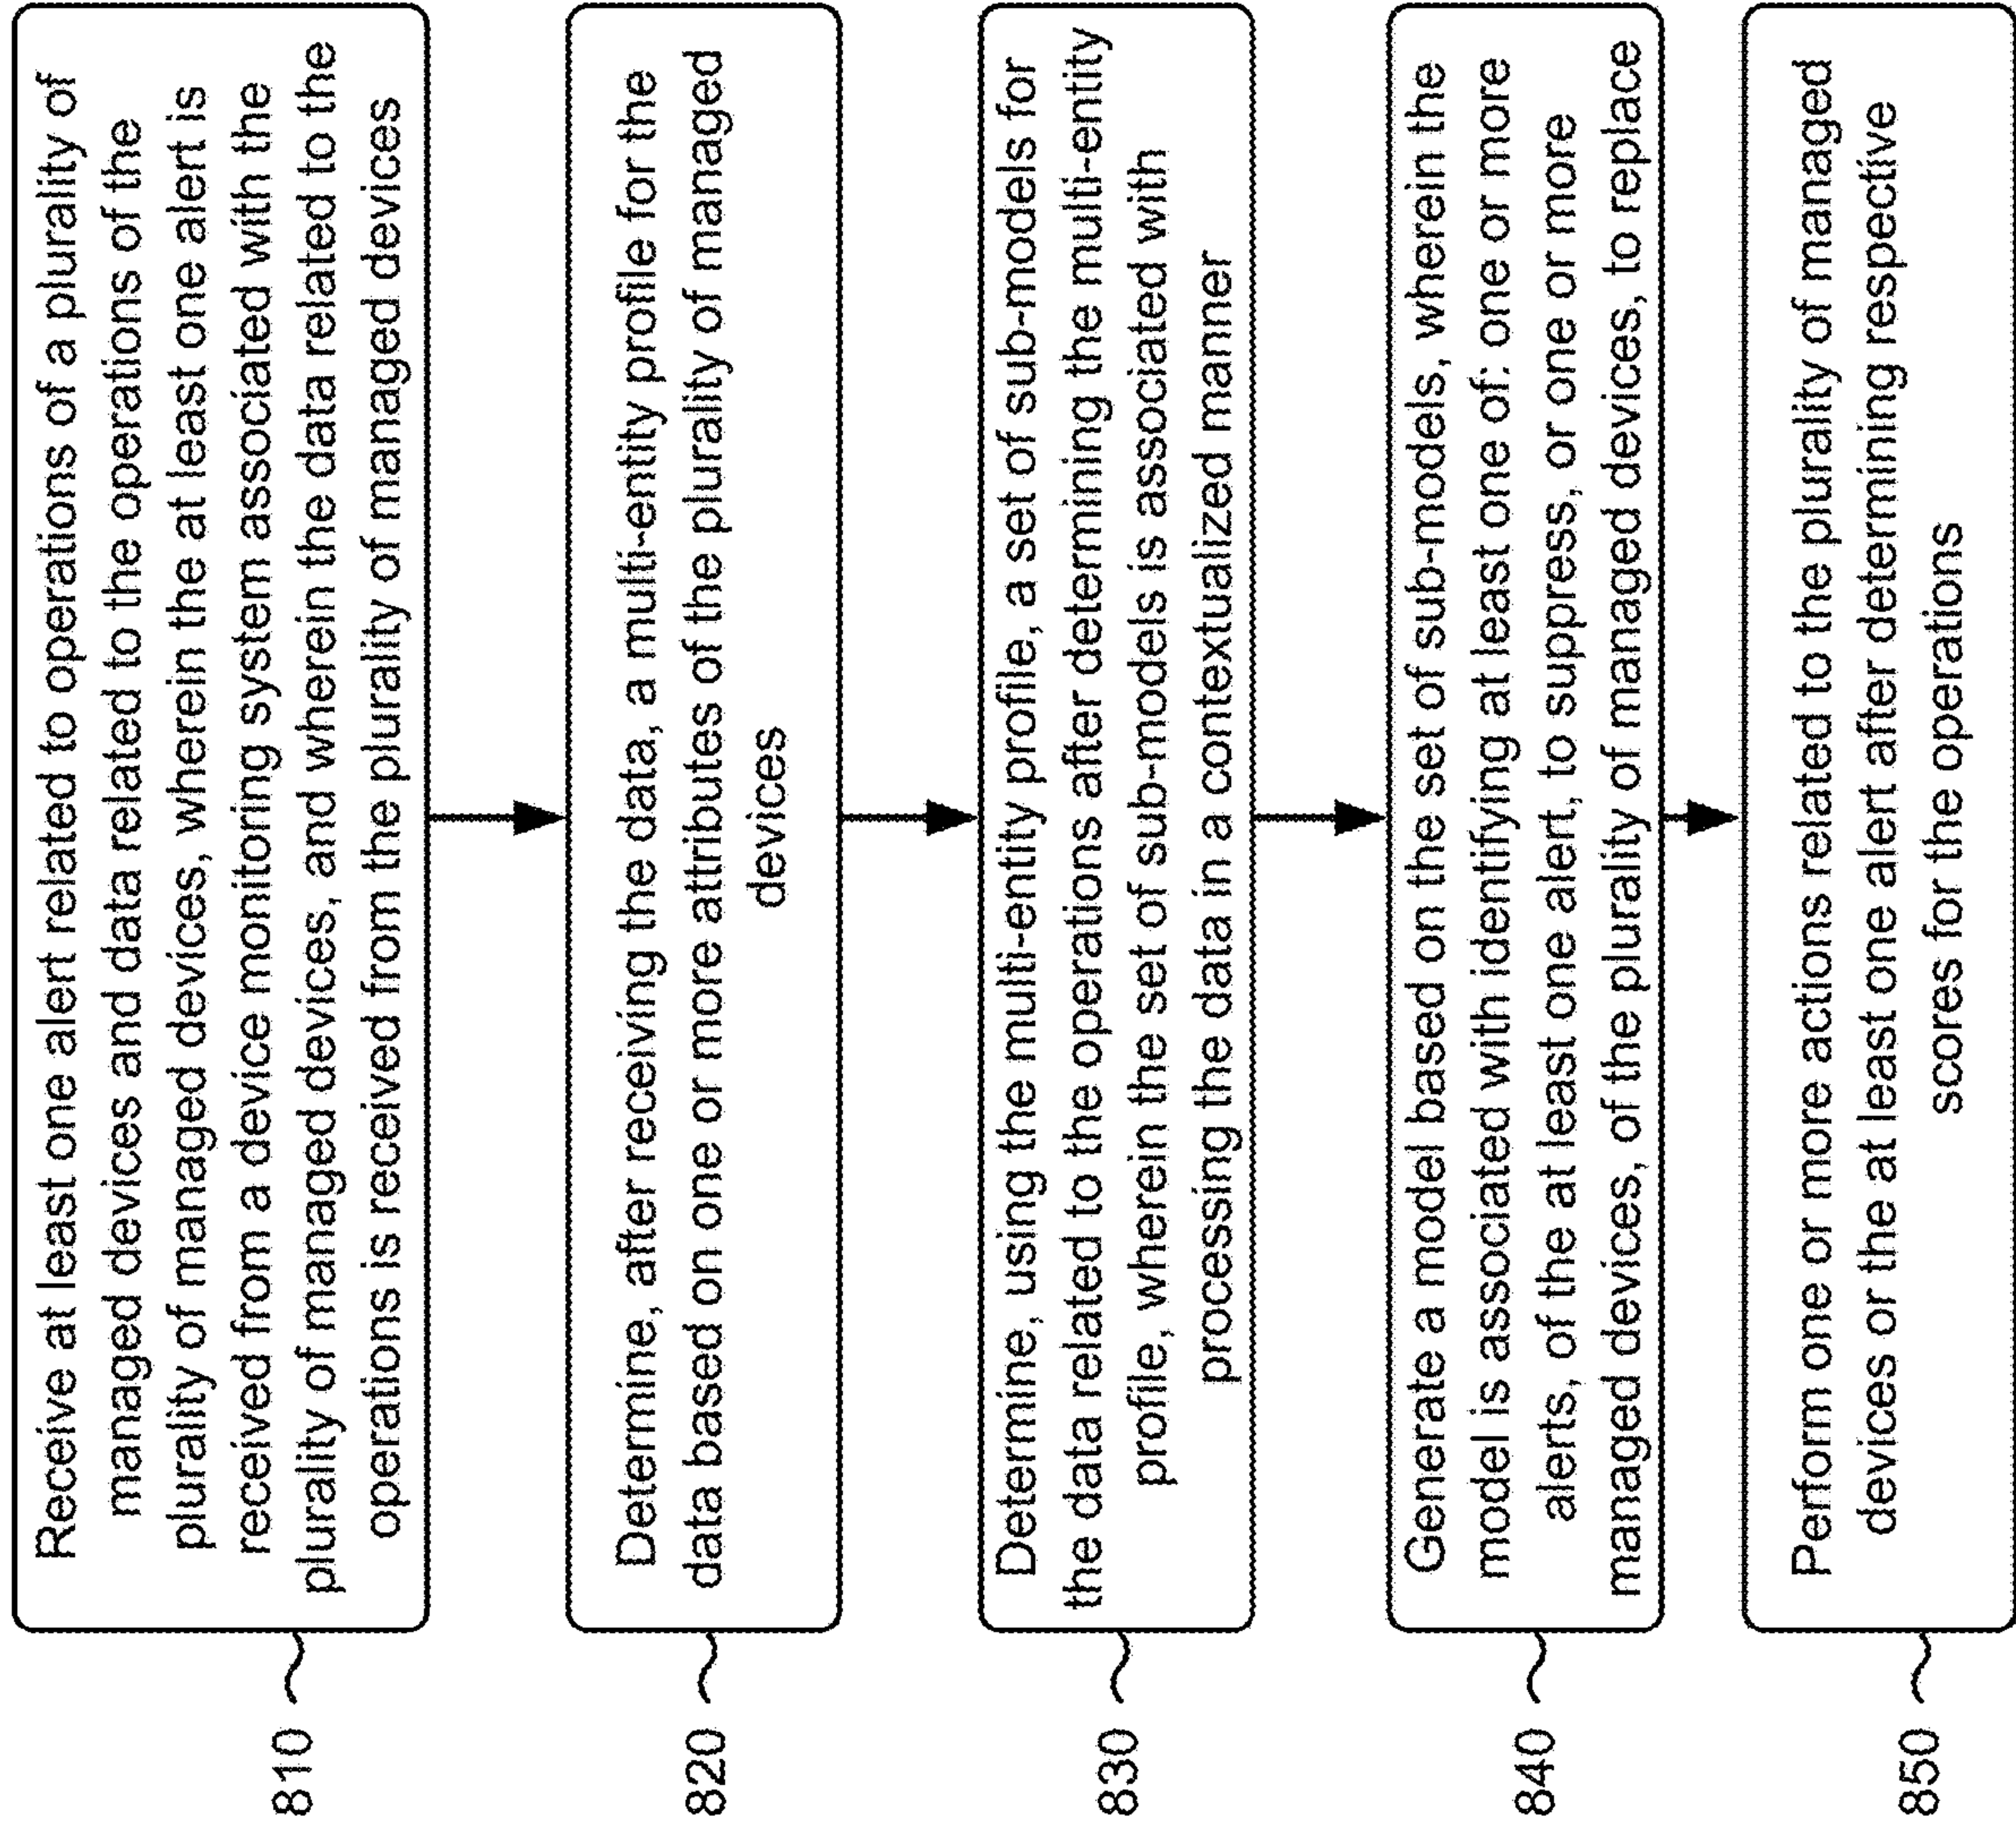 810
Receive at least one alert related to operations of a plurality of
managed devices and data related to the operations of the
plurality of managed devices, wherein the at least one alert is
received from a device monitoring system associated with the
plurality of managed devices, and wherein the data related to the
operations is received from the plurality of managed devices
820
Determine, after receiving the data, a multi-entity profile for the
data based on one or more attributes of the plurality of managed
devices
830
Determine, using the multi-entity profile, a set of sub-models for
the data related to the operations after determining the multi-entity
profile, wherein the set of sub-models is associated with
processing the data in a contextualized manner
840
Generate a model based on the set of sub-models, wherein the
model is associated with identifying at least one of: one or more
alerts, of the at least one alert, to suppress, or one or more
managed devices, of the plurality of managed devices, to replace
850
Perform one or more actions related to the plurality of managed
devices or the at least one alert after determining respective
scores for the operations